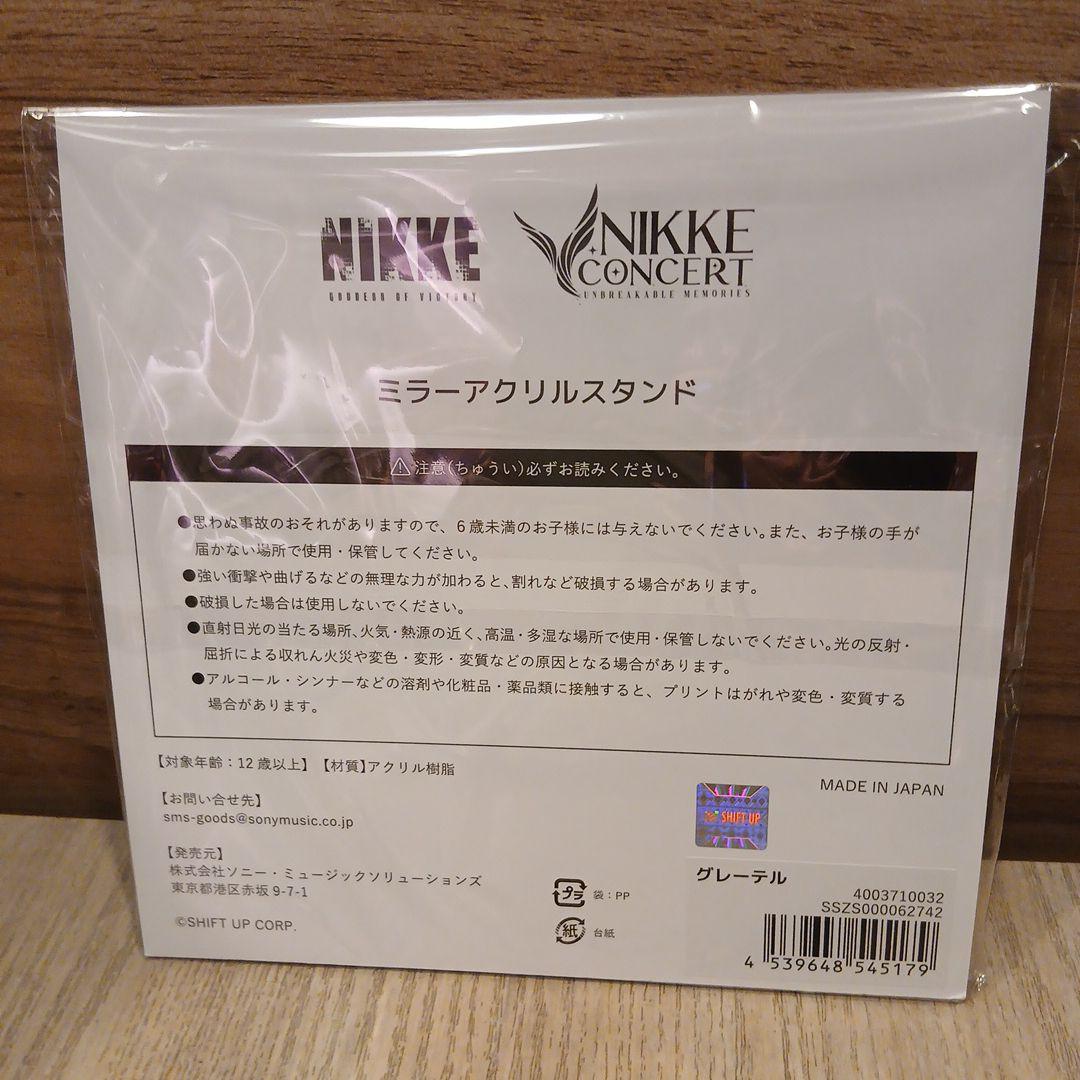 NIKKE
GODDESS OF VICTORY
NIKKE
CONCERT
UNBREAKABLE MEMORIES
ミラーアクリルスタンド
注意(ちゅうい)必ずお読みください。
●思わぬ事故のおそれがありますので、6歳未満のお子様には与えないでください。また、お子様の手が
届かない場所で使用・保管してください。
●強い衝撃や曲げるなどの無理な力が加わると、割れなど破損する場合があります。
●破損した場合は使用しないでください。
●直射日光の当たる場所、火気・熱源の近く、高温・多湿な場所で使用・保管しないでください。光の反射・
屈折による収れん火災や変色・変形・変質などの原因となる場合があります。
●アルコール・シンナーなどの溶剤や化粧品・薬品類に接触すると、プリントはがれや変色・変質する
場合があります。
【対象年齢：12歳以上】【材質】アクリル樹脂
MADE IN JAPAN
【お問い合せ先】
sms-goods@sonymusic.co.jp
SHIFT UP
【発売元】
株式会社ソニー・ミュージックソリューションズ
東京都港区赤坂9-7-1
©SHIFT UP CORP.
プラ 袋：PP
紙 台紙
グレーテル
4003710032
SSZS000062742
4 539648 545179